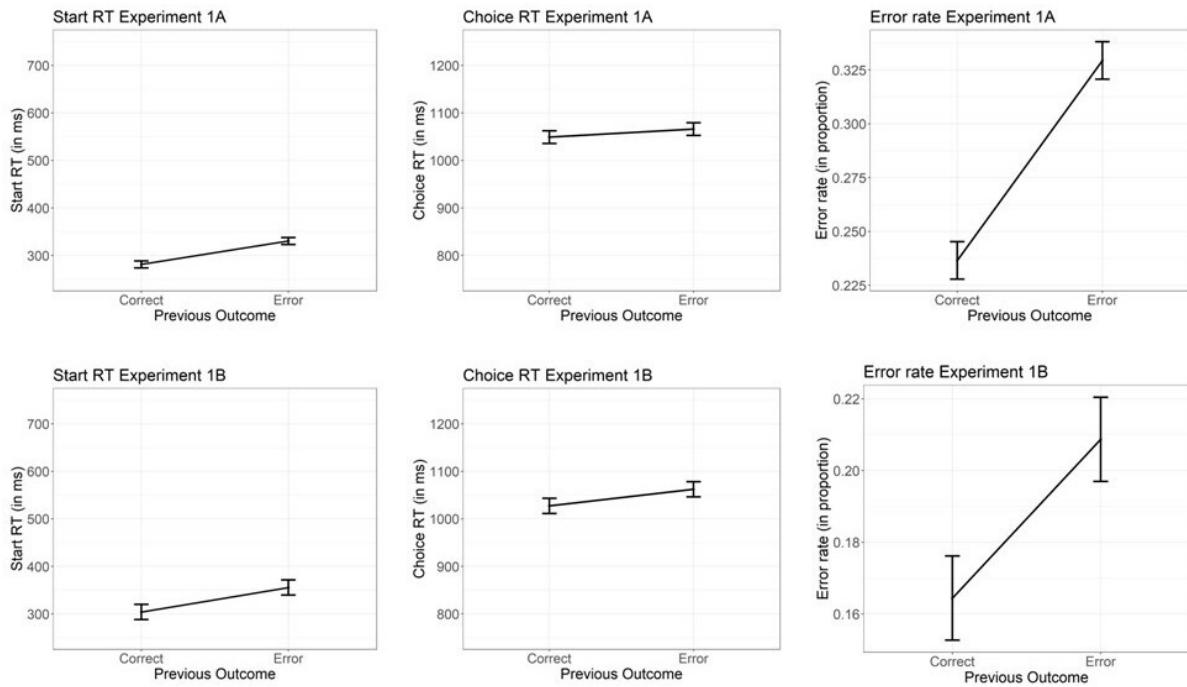 Start RT Experiment 1A
Start RT (in ms)
700
600
500
400
300
Correct Error
Previous Outcome
Choice RT Experiment 1A
Choice RT (in ms)
1200
1100
1000
900
800
Correct Error
Previous Outcome
Error rate Experiment 1A
Error rate (in proportion)
0.325
0.300
0.275
0.250
0.225
Correct Error
Previous Outcome
Start RT Experiment 1B
Start RT (in ms)
700
600
500
400
300
Correct Error
Previous Outcome
Choice RT Experiment 1B
Choice RT (in ms)
1200
1100
1000
900
800
Correct Error
Previous Outcome
Error rate Experiment 1B
Error rate (in proportion)
0.22
0.20
0.18
0.16
Correct Error
Previous Outcome